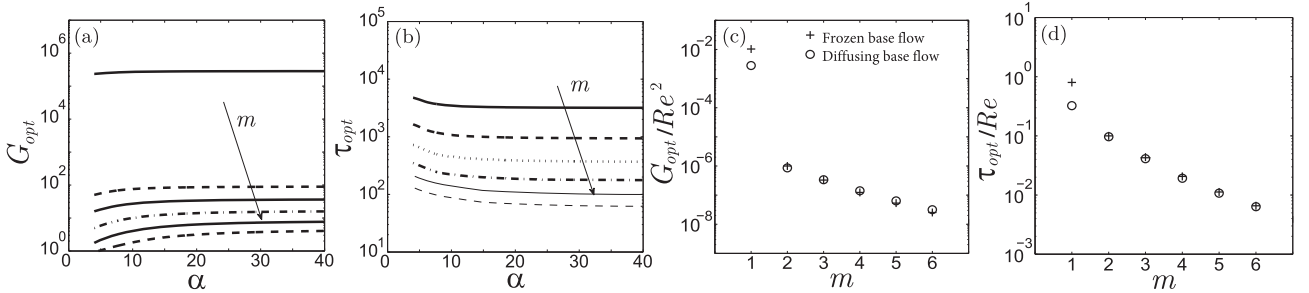 (a)
G_opt
10^6
10^4
10^2
10^0
m
0 10 20 30 40
α
(b)
τ_opt
10^5
10^4
10^3
10^2
10^1
m
0 10 20 30 40
α
(c)
+ Frozen base flow
○ Diffusing base flow
G_opt/Re^2
10^-2
10^-4
10^-6
10^-8
1 2 3 4 5 6
m
(d)
τ_opt/Re
10^1
10^0
10^-1
10^-2
10^-3
1 2 3 4 5 6
m